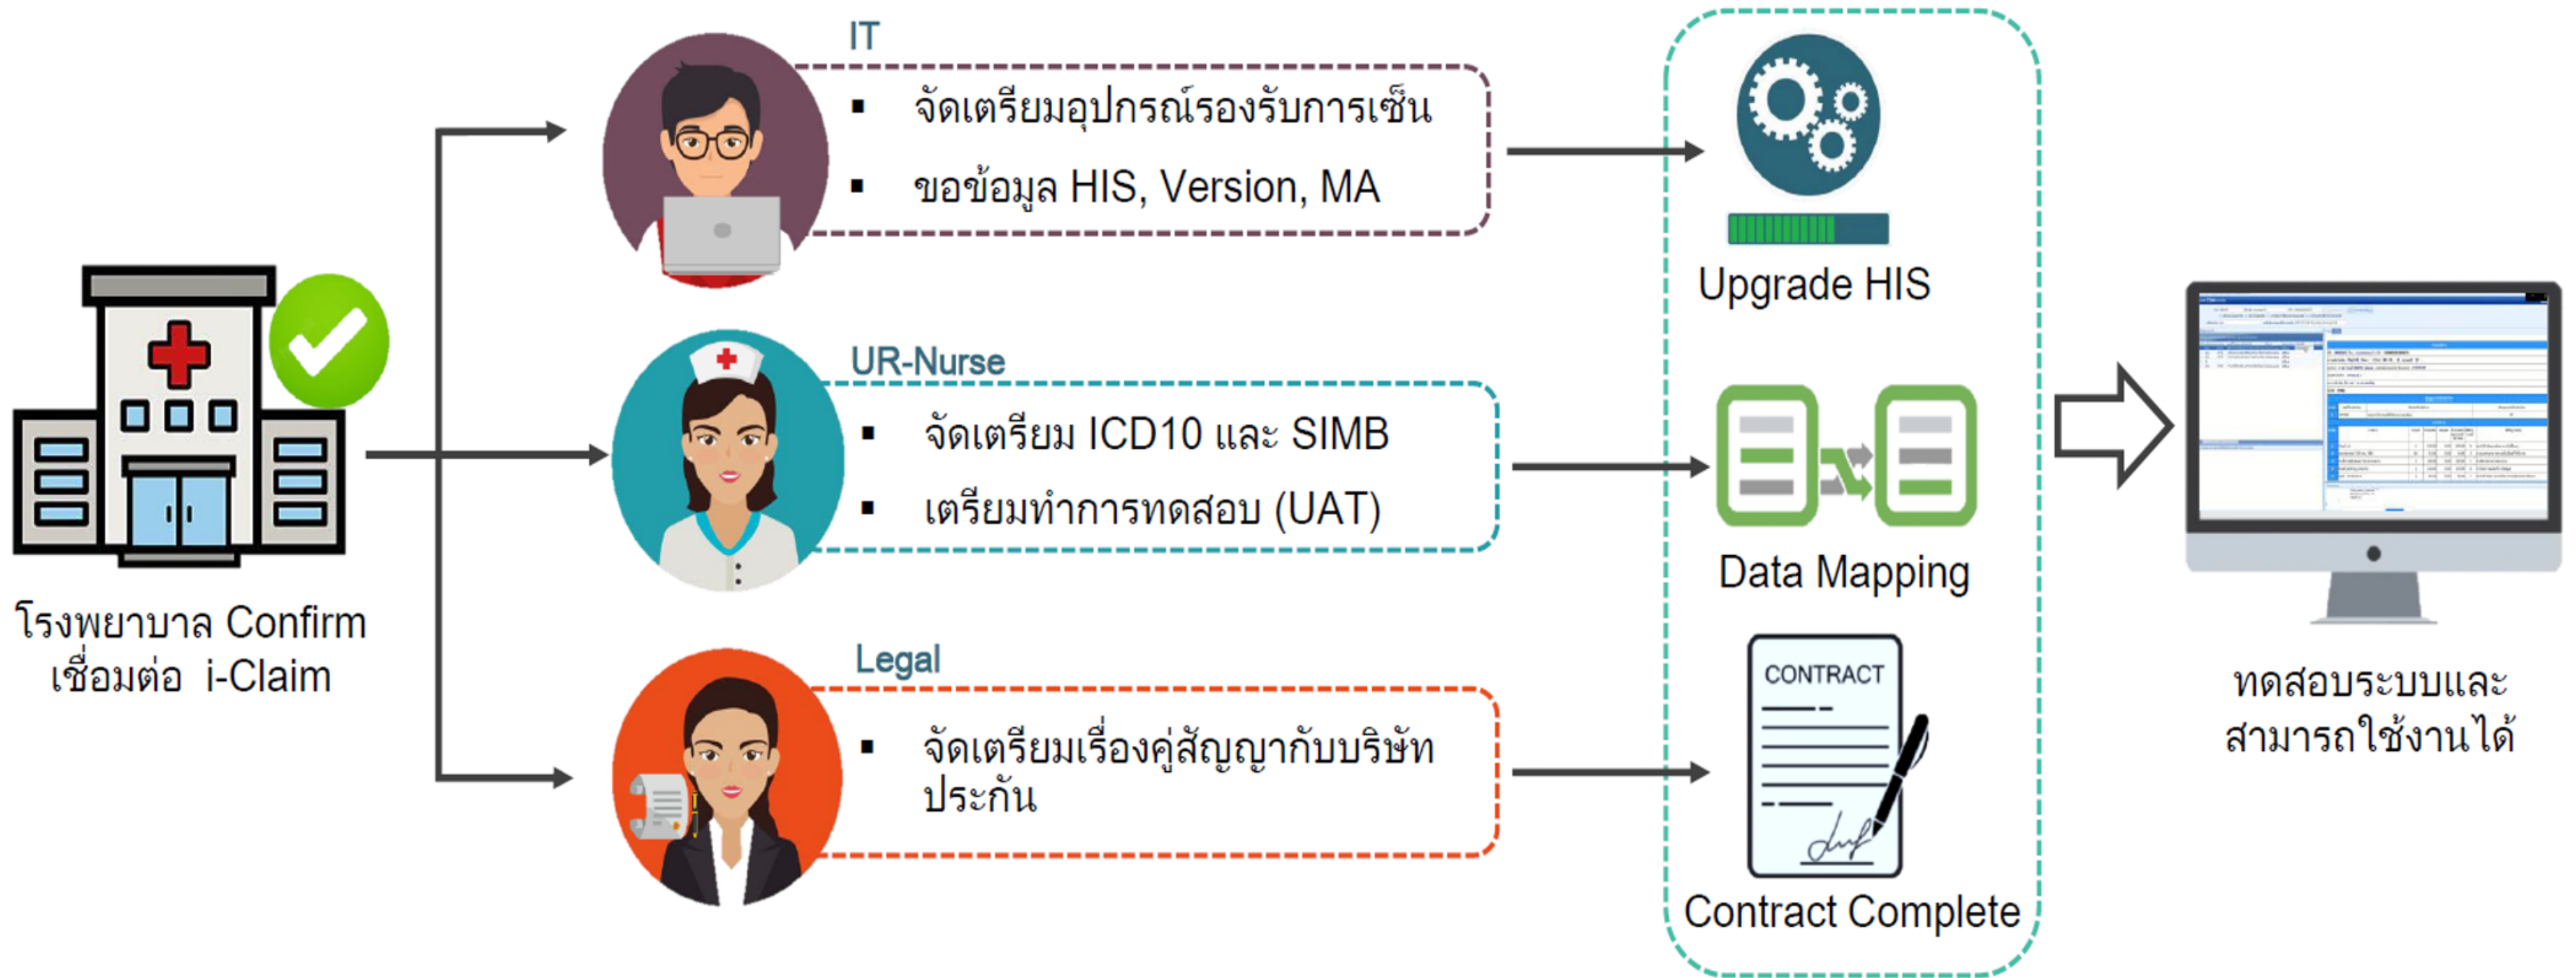 โรงพยาบาล Confirm
เชื่อมต่อ i-Claim
IT
▪ จัดเตรียมอุปกรณ์รองรับการเซ็น
▪ ขอข้อมูล HIS, Version, MA
UR-Nurse
▪ จัดเตรียม ICD10 และ SIMB
▪ เตรียมทำการทดสอบ (UAT)
Legal
▪ จัดเตรียมเรื่องคู่สัญญากับบริษัท
ประกัน
Upgrade HIS
Data Mapping
CONTRACT
Contract Complete
ทดสอบระบบและ
สามารถใช้งานได้